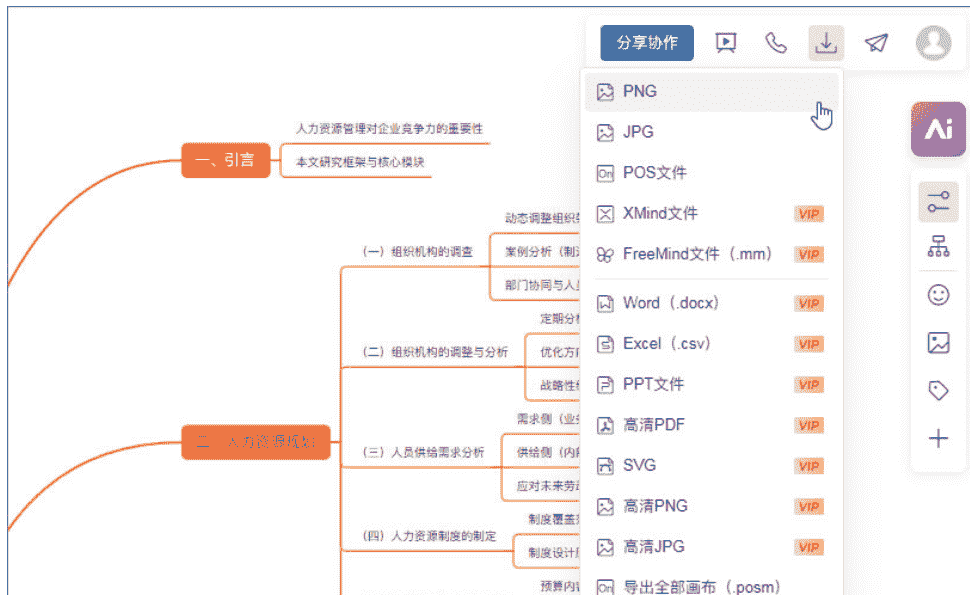 分享协作
PNG
JPG
On POS文件
XMind文件 VIP
FreeMind文件（.mm） VIP
Word（.docx） VIP
Excel（.csv） VIP
PPT文件 VIP
高清PDF VIP
SVG VIP
高清PNG VIP
高清JPG VIP
On 导出全部画布（.posm）
Ai
一、引言
人力资源管理对企业竞争力的重要性
本文研究框架与核心模块
二、人力资源规划
（一）组织机构的调查
动态调整组织
案例分析（制
部门协同与人
（二）组织机构的调整与分析
定期分
优化方
战略性
（三）人员供给需求分析
需求侧（业
供给侧（内
应对未来劳
（四）人力资源制度的制定
制度覆盖
制度设计
预算内